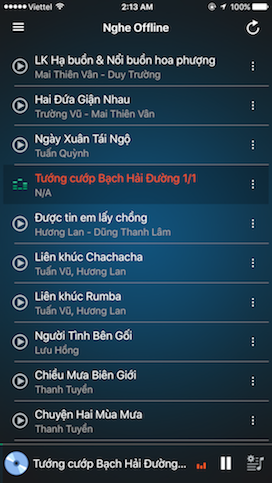 Viettel 2:13 AM 100%
Nghe Offline
LK Hạ buồn & Nổi buồn hoa phượng
Mai Thiên Vân - Duy Trường
Hai Đứa Giận Nhau
Trường Vũ - Mai Thiên Vân
Ngày Xuân Tái Ngộ
Tuấn Quỳnh
Tướng cướp Bạch Hải Đường 1/1
N/A
Được tin em lấy chồng
Hương Lan - Dũng Thanh Lâm
Liên khúc Chachacha
Tuấn Vũ, Hương Lan
Liên khúc Rumba
Tuấn Vũ, Hương Lan
Người Tình Bên Gối
Lưu Hồng
Chiều Mưa Biên Giới
Thanh Tuyền
Chuyện Hai Mùa Mưa
Thanh Tuyền
Tướng cướp Bạch Hải Đường...